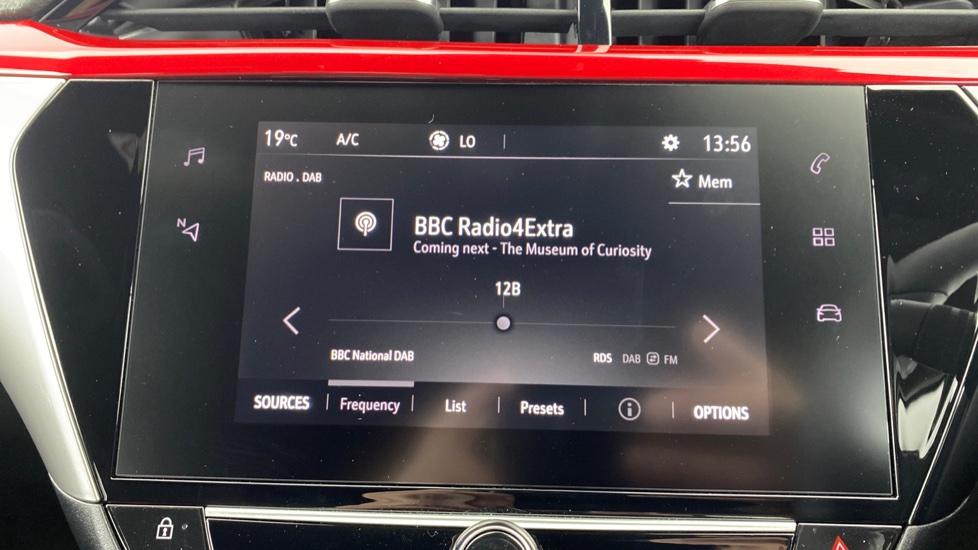 19°C A/C LO 13:56
RADIO . DAB
Mem
BBC Radio4Extra
Coming next - The Museum of Curiosity
N
12B
BBC National DAB
RDS DAB FM
SOURCES Frequency List Presets i OPTIONS